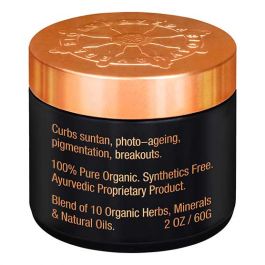 Curbs suntan, photo–ageing,
pigmentation, breakouts.
100% Pure Organic. Synthetics Free.
Ayurvedic Proprietary Product.
Blend of 10 Organic Herbs, Minerals
& Natural Oils. 2 OZ / 60G